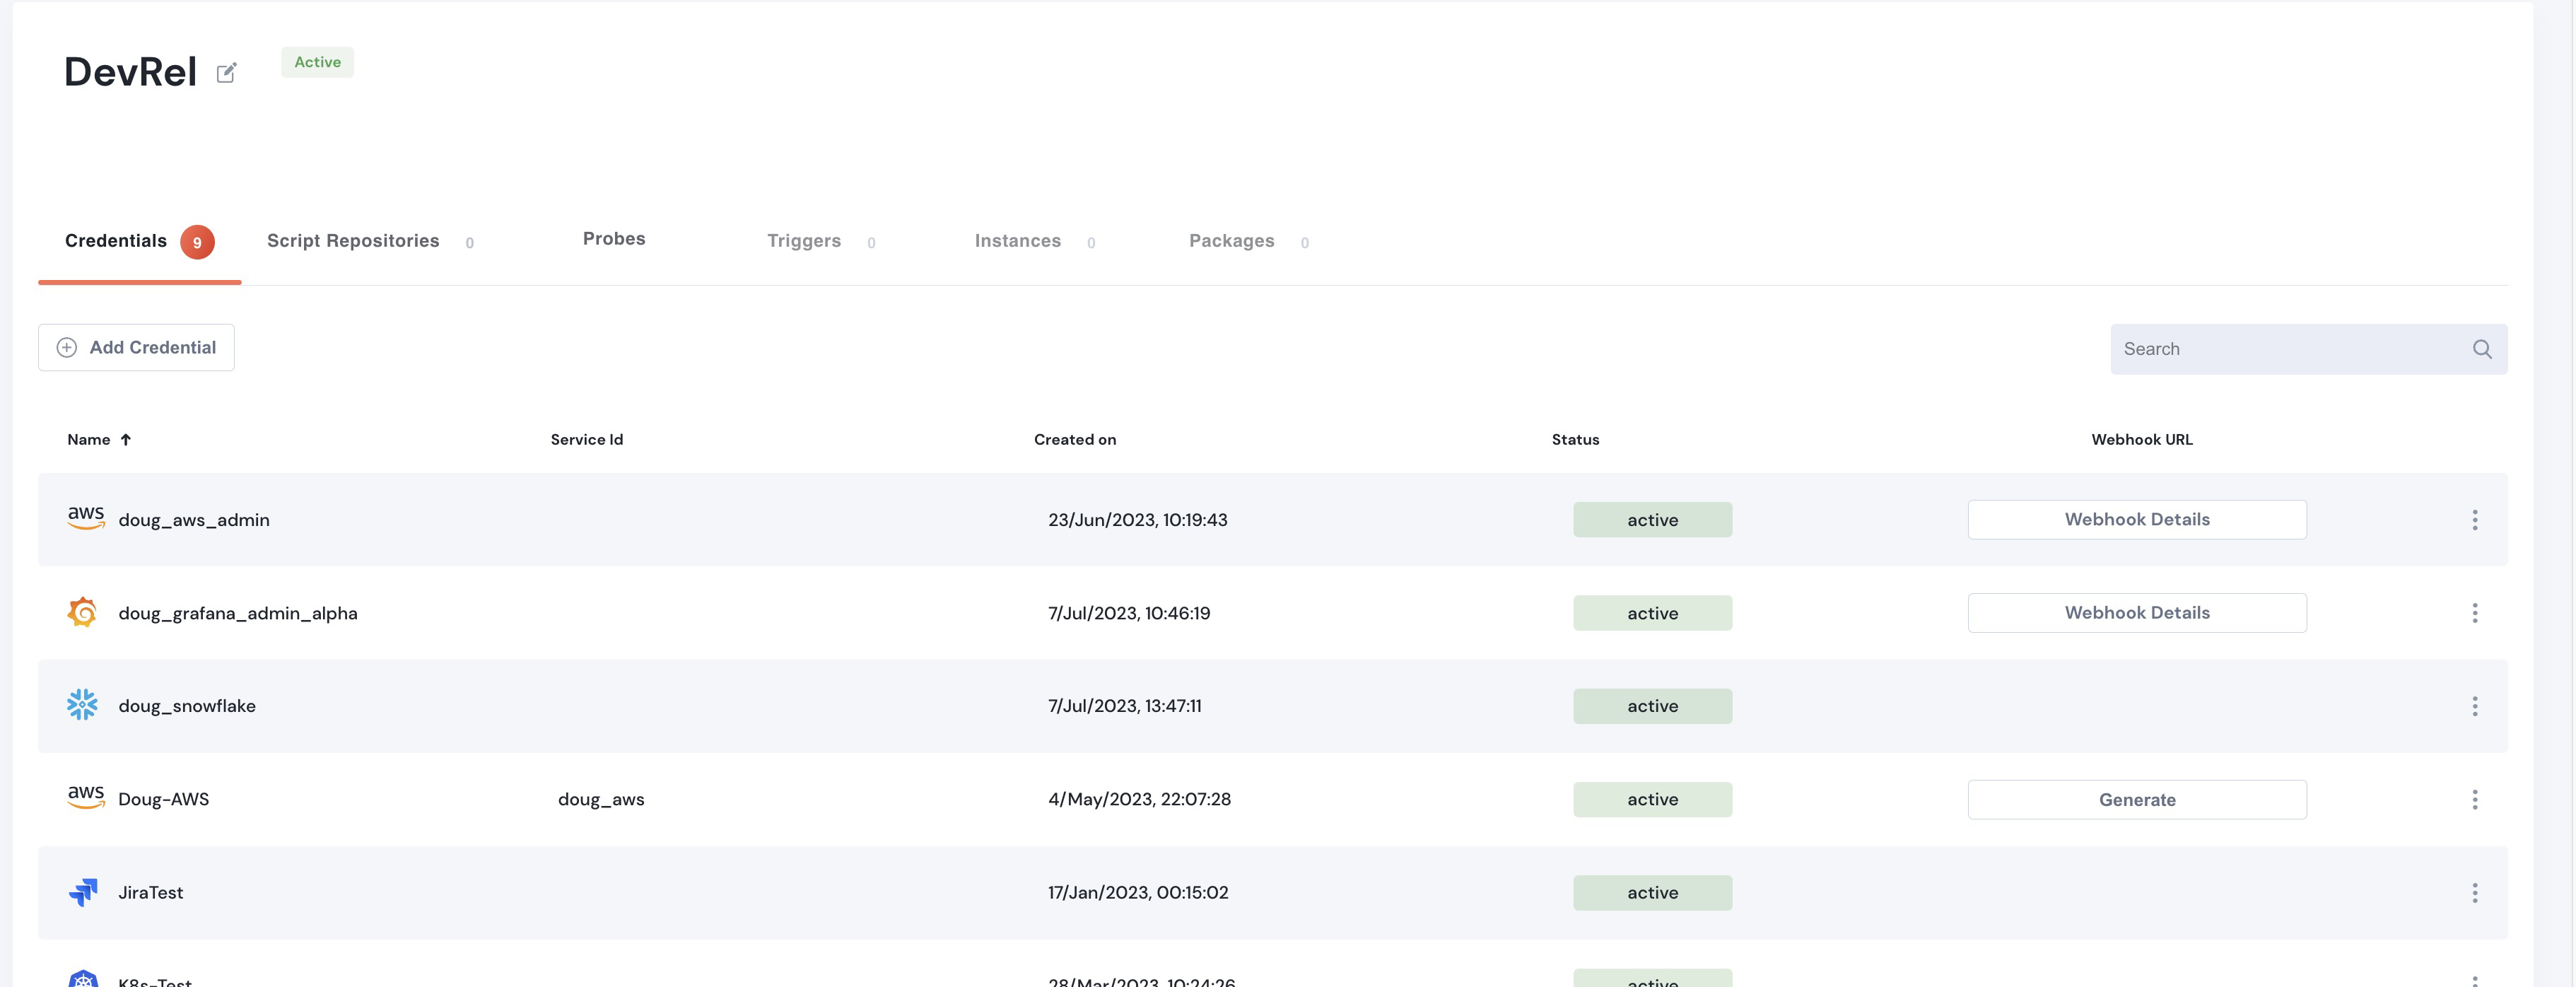 DevRel Active
Credentials 9 Script Repositories 0 Probes Triggers 0 Instances 0 Packages 0
Add Credential Search
Name Service Id Created on Status Webhook URL
aws doug_aws_admin 23/Jun/2023, 10:19:43 active Webhook Details
doug_grafana_admin_alpha 7/Jul/2023, 10:46:19 active Webhook Details
doug_snowflake 7/Jul/2023, 13:47:11 active
aws Doug-AWS doug_aws 4/May/2023, 22:07:28 active Generate
JiraTest 17/Jan/2023, 00:15:02 active
K8s-Test 28/Mar/2023, 10:24:26 active